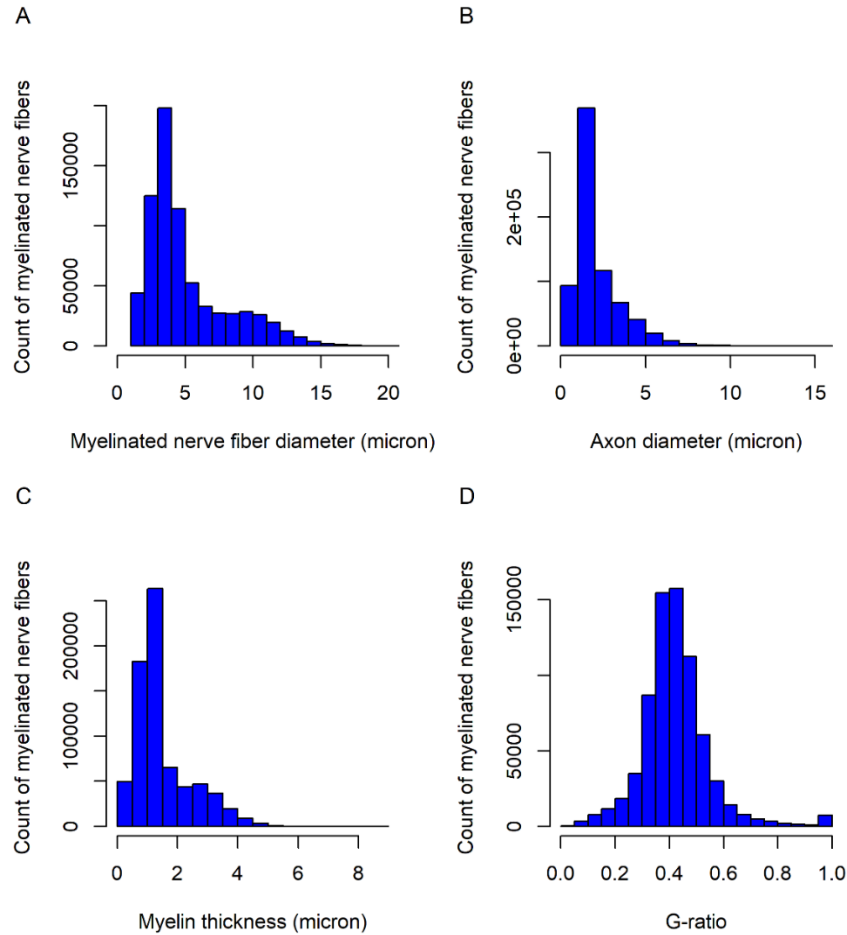 A
Count of myelinated nerve fibers
150000
50000
0
0 5 10 15 20
Myelinated nerve fiber diameter (micron)
B
Count of myelinated nerve fibers
2e+05
0e+00
0 5 10 15
Axon diameter (micron)
C
Count of myelinated nerve fibers
200000
100000
0
0 2 4 6 8
Myelin thickness (micron)
D
Count of myelinated nerve fibers
150000
50000
0
0.0 0.2 0.4 0.6 0.8 1.0
G-ratio